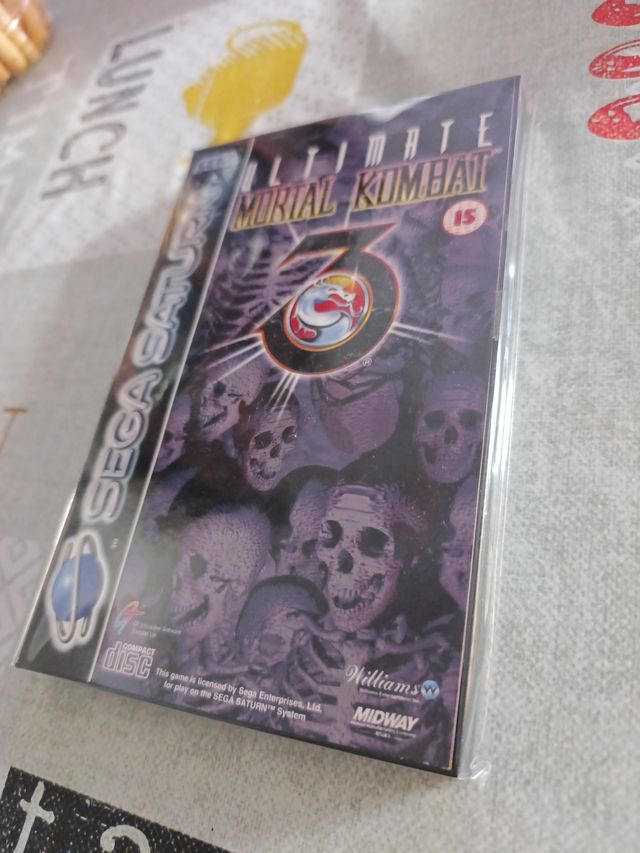 LUNCH
ULTIMATE
MORTAL KOMBAT
15
3
SEGA SATURN
COMPACT
disc
This game is licensed by Sega Enterprises, Ltd.
for play on the SEGA SATURN™ System
Williams
MIDWAY